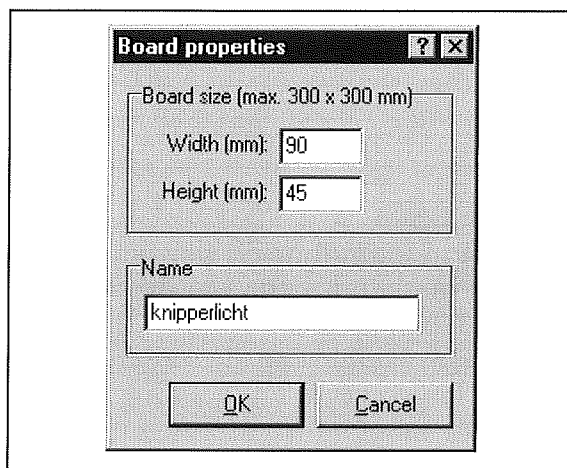 Board properties ? ×
Board size (max. 300 x 300 mm)
Width (mm): 90
Height (mm): 45
Name
knipperlicht
OK Cancel